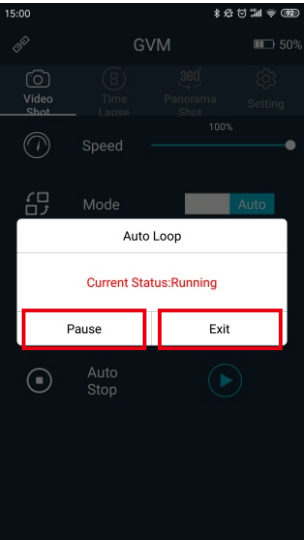 15:00
92
GVM
50%
Video
Shot
Time
Lapse
360°
Panorama
Shot
Setting
100%
Speed
Mode
Auto
Auto Loop
Current Status:Running
Pause
Exit
Auto
Stop